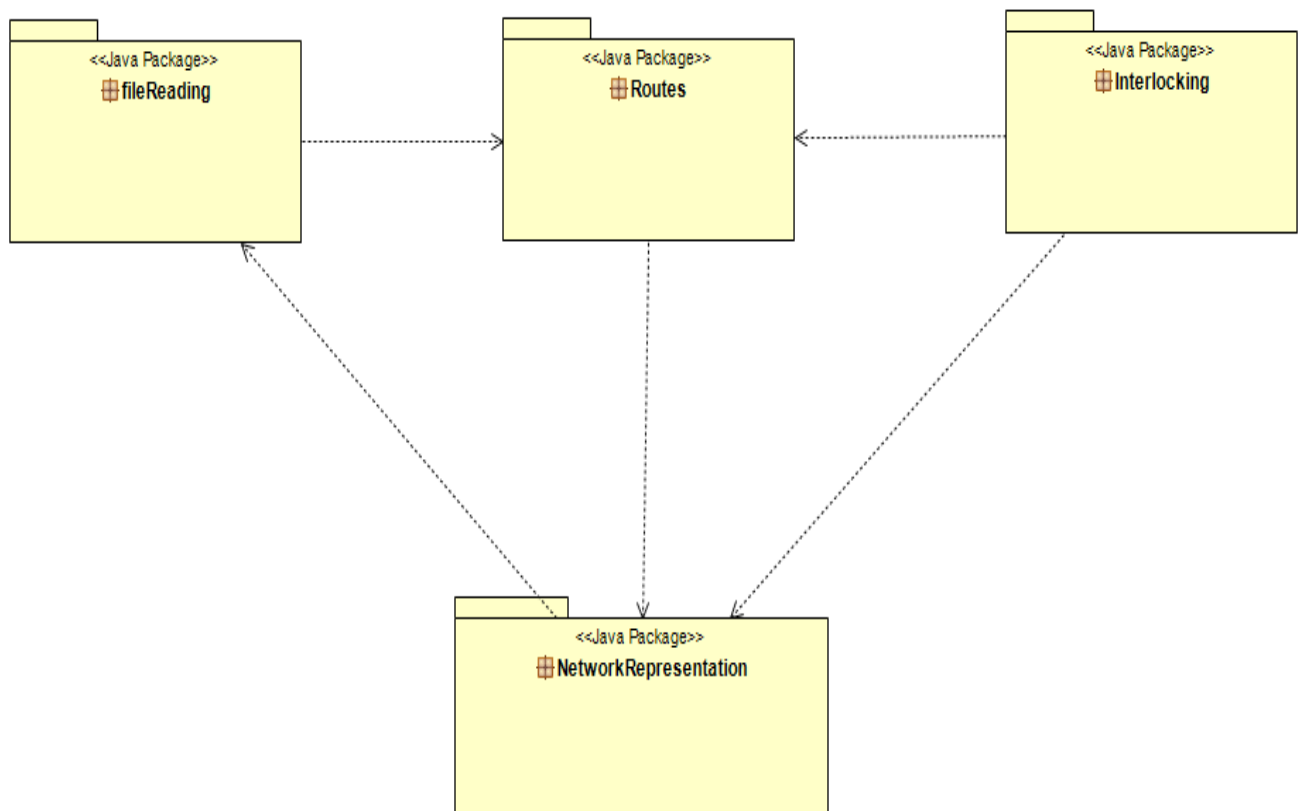 <<Java Package>>
fileReading
<<Java Package>>
Routes
<<Java Package>>
Interlocking
<<Java Package>>
NetworkRepresentation